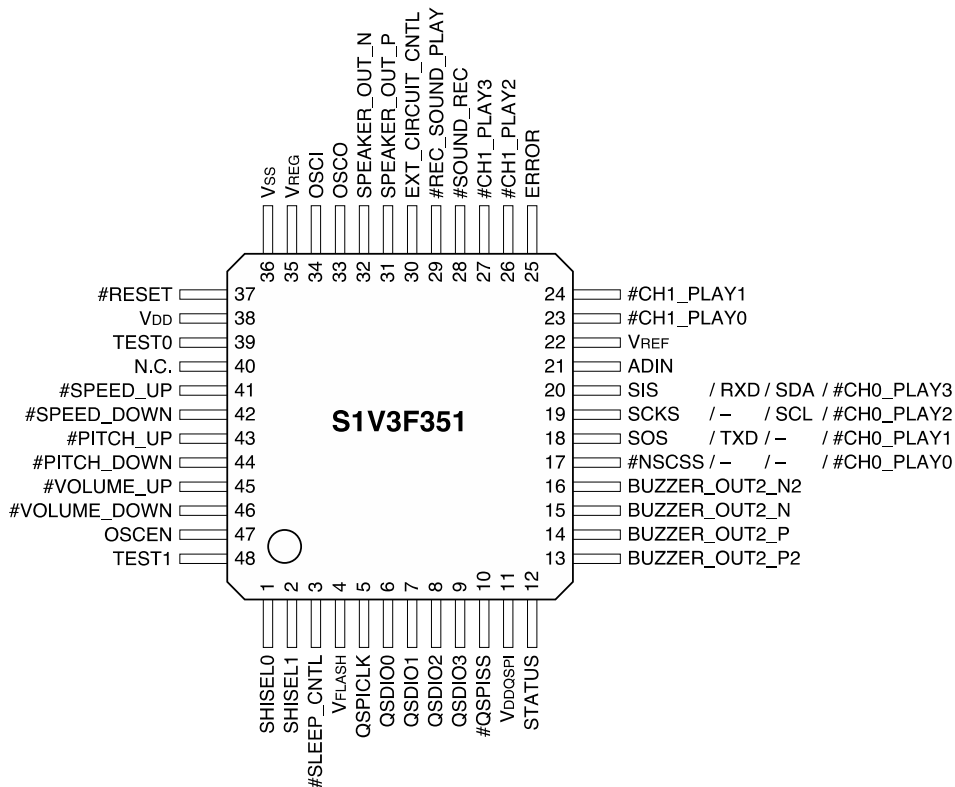 SPEAKER_OUT_N
SPEAKER_OUT_P
EXT_CIRCUIT_CNTL
#REC_SOUND_PLAY
#SOUND_REC
#CH1_PLAY3
#CH1_PLAY2
ERROR
VSS
VREG
OSCI
OSCO
36 35 34 33 32 31 30 29 28 27 26 25
#RESET 37
VDD 38
TEST0 39
N.C. 40
#SPEED_UP 41
#SPEED_DOWN 42
#PITCH_UP 43
#PITCH_DOWN 44
#VOLUME_UP 45
#VOLUME_DOWN 46
OSCEN 47
TEST1 48
S1V3F351
24 #CH1_PLAY1
23 #CH1_PLAY0
22 VREF
21 ADIN
20 SIS / RXD / SDA / #CH0_PLAY3
19 SCKS / – / SCL / #CH0_PLAY2
18 SOS / TXD / – / #CH0_PLAY1
17 #NSCSS / – / – / #CH0_PLAY0
16 BUZZER_OUT2_N2
15 BUZZER_OUT2_N
14 BUZZER_OUT2_P
13 BUZZER_OUT2_P2
1 2 3 4 5 6 7 8 9 10 11 12
SHISEL0
SHISEL1
#SLEEP_CNTL
VFLASH
QSPICLK
QSDIO0
QSDIO1
QSDIO2
QSDIO3
#QSPISS
VDDQSPI
STATUS